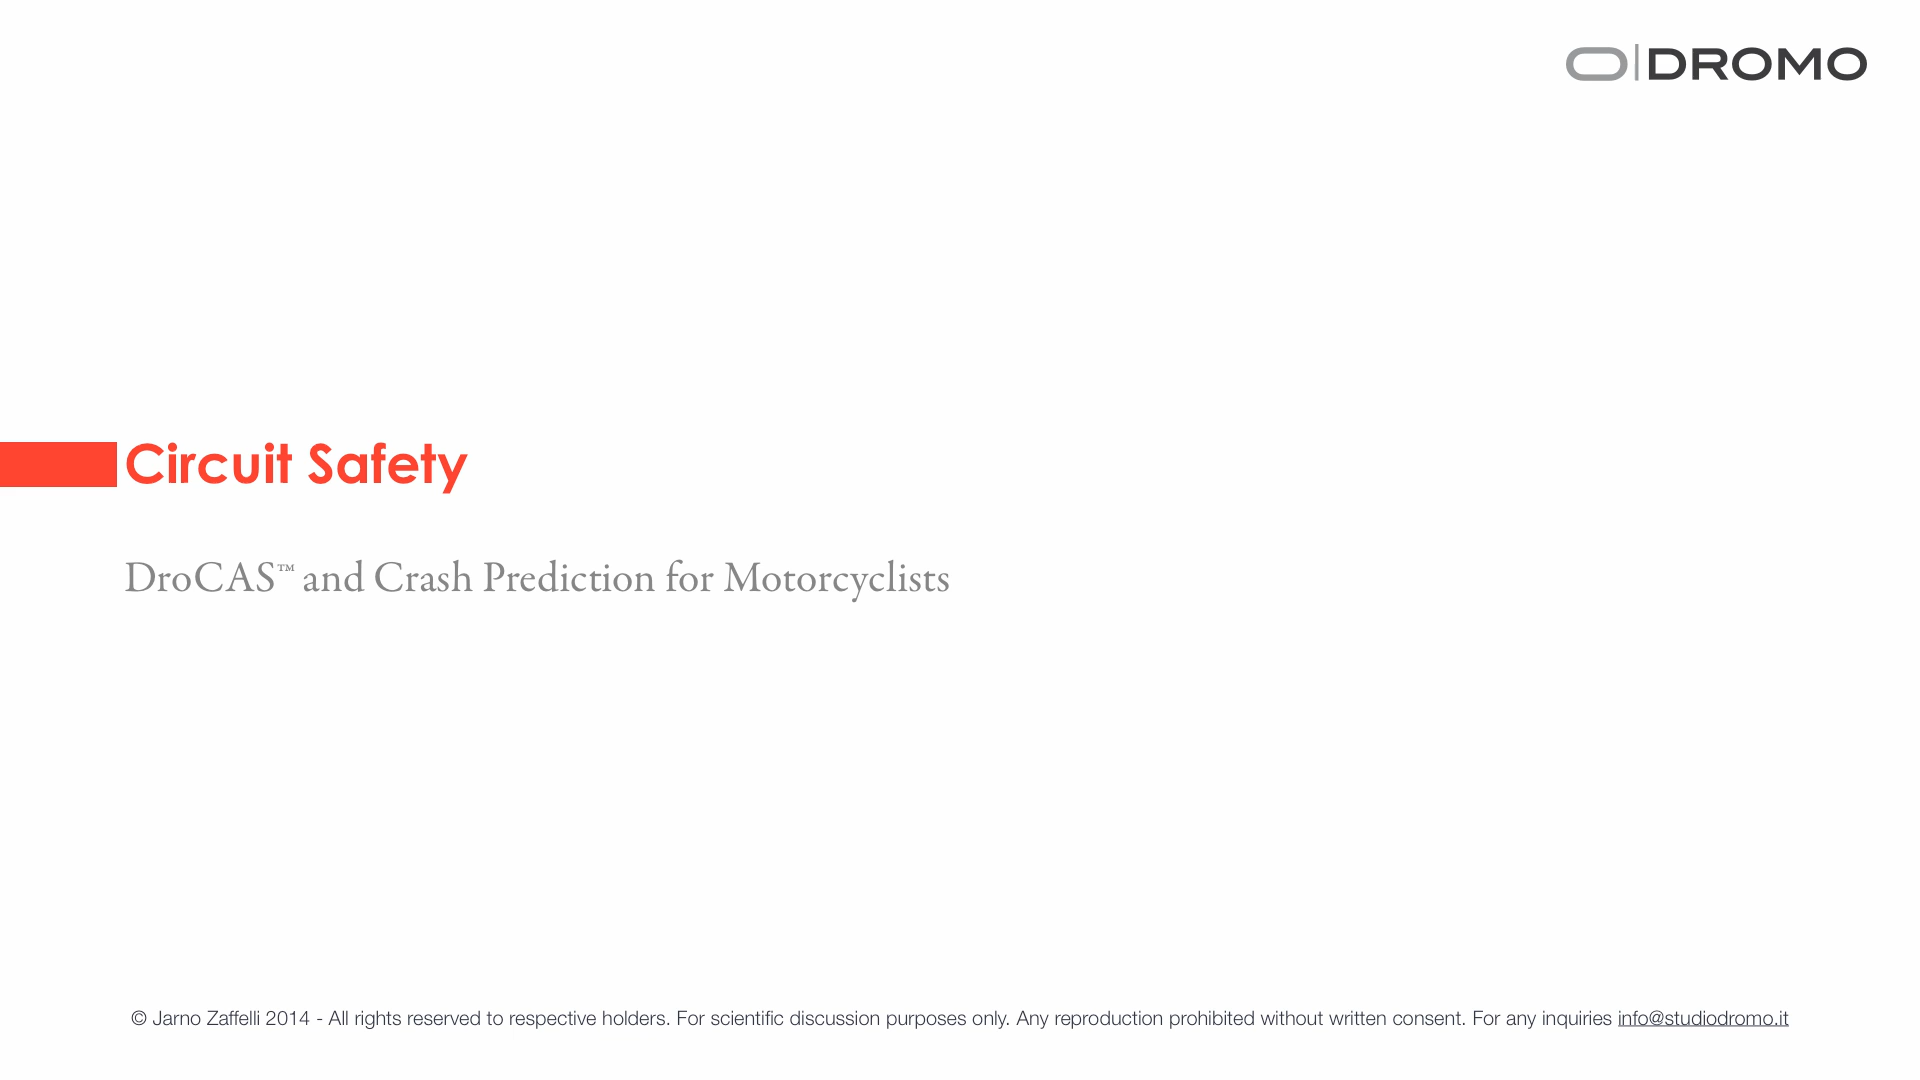 DROMO
Circuit Safety
DroCAS™ and Crash Prediction for Motorcyclists
© Jarno Zaffelli 2014 - All rights reserved to respective holders. For scientific discussion purposes only. Any reproduction prohibited without written consent. For any inquiries info@studiodromo.it